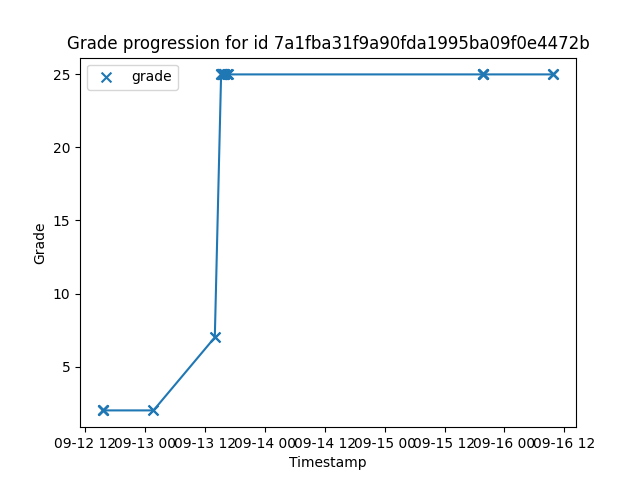 Grade progression for id 7a1fba31f9a90fda1995ba09f0e4472b
grade
25
20
15
10
5
Grade
09-12 12 09-13 00 09-13 12 09-14 00 09-14 12 09-15 00 09-15 12 09-16 00 09-16 12
Timestamp